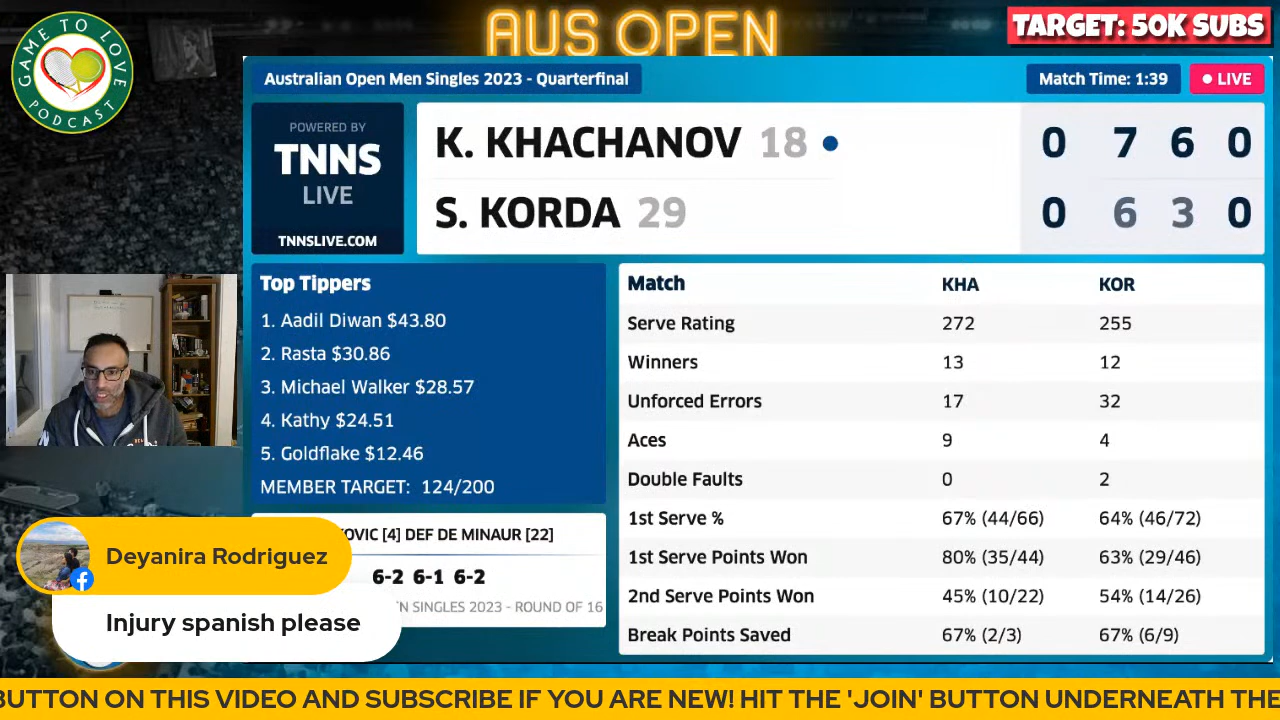 AUS OPEN
TARGET: 50K SUBS
GAME TO LOVE
PODCAST
Australian Open Men Singles 2023 - Quarterfinal
Match Time: 1:39
LIVE
POWERED BY
TNNS
LIVE
TNNSLIVE.COM
K. KHACHANOV 18 0 7 6 0
S. KORDA 29 0 6 3 0
Top Tippers
1. Aadil Diwan $43.80
2. Rasta $30.86
3. Michael Walker $28.57
4. Kathy $24.51
5. Goldflake $12.46
MEMBER TARGET: 124/200
OVIC [4] DEF DE MINAUR [22]
6-2 6-1 6-2
EN SINGLES 2023 - ROUND OF 16
Match KHA KOR
Serve Rating 272 255
Winners 13 12
Unforced Errors 17 32
Aces 9 4
Double Faults 0 2
1st Serve % 67% (44/66) 64% (46/72)
1st Serve Points Won 80% (35/44) 63% (29/46)
2nd Serve Points Won 45% (10/22) 54% (14/26)
Break Points Saved 67% (2/3) 67% (6/9)
Deyanira Rodriguez
Injury spanish please
BUTTON ON THIS VIDEO AND SUBSCRIBE IF YOU ARE NEW! HIT THE 'JOIN' BUTTON UNDERNEATH THE